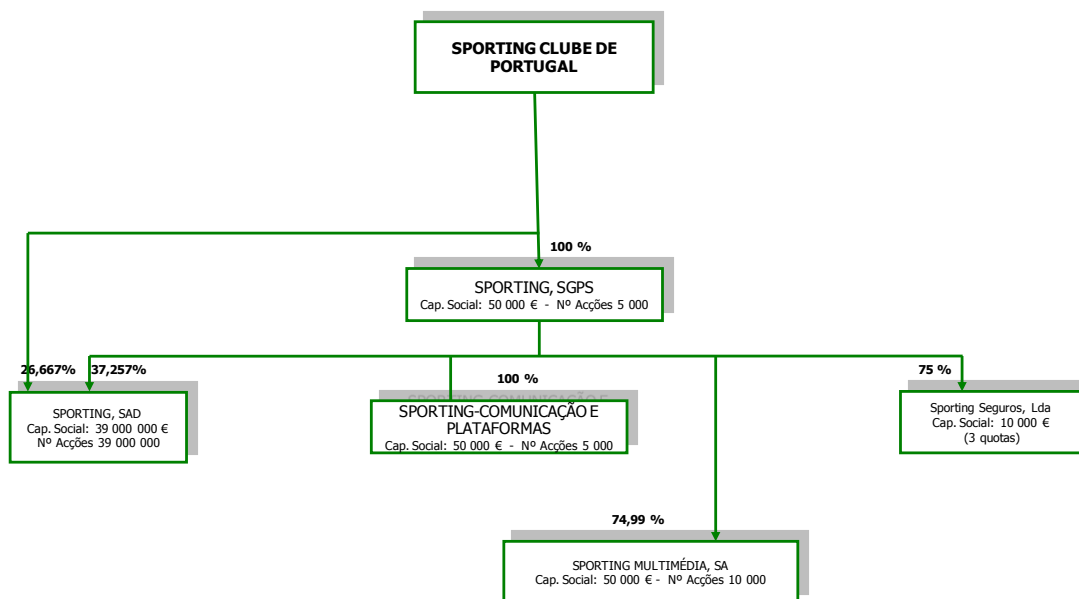 SPORTING CLUBE DE
PORTUGAL
100 %
SPORTING, SGPS
Cap. Social: 50 000 € - Nº Acções 5 000
26,667%
37,257%
100 %
75 %
SPORTING, SAD
Cap. Social: 39 000 000 €
Nº Acções 39 000 000
SPORTING-COMUNICAÇÃO E
SPORTING-COMUNICAÇÃO E
PLATAFORMAS
Cap. Social: 50 000 € - Nº Acções 5 000
Sporting Seguros, Lda
Cap. Social: 10 000 €
(3 quotas)
74,99 %
SPORTING MULTIMÉDIA, SA
Cap. Social: 50 000 € - Nº Acções 10 000